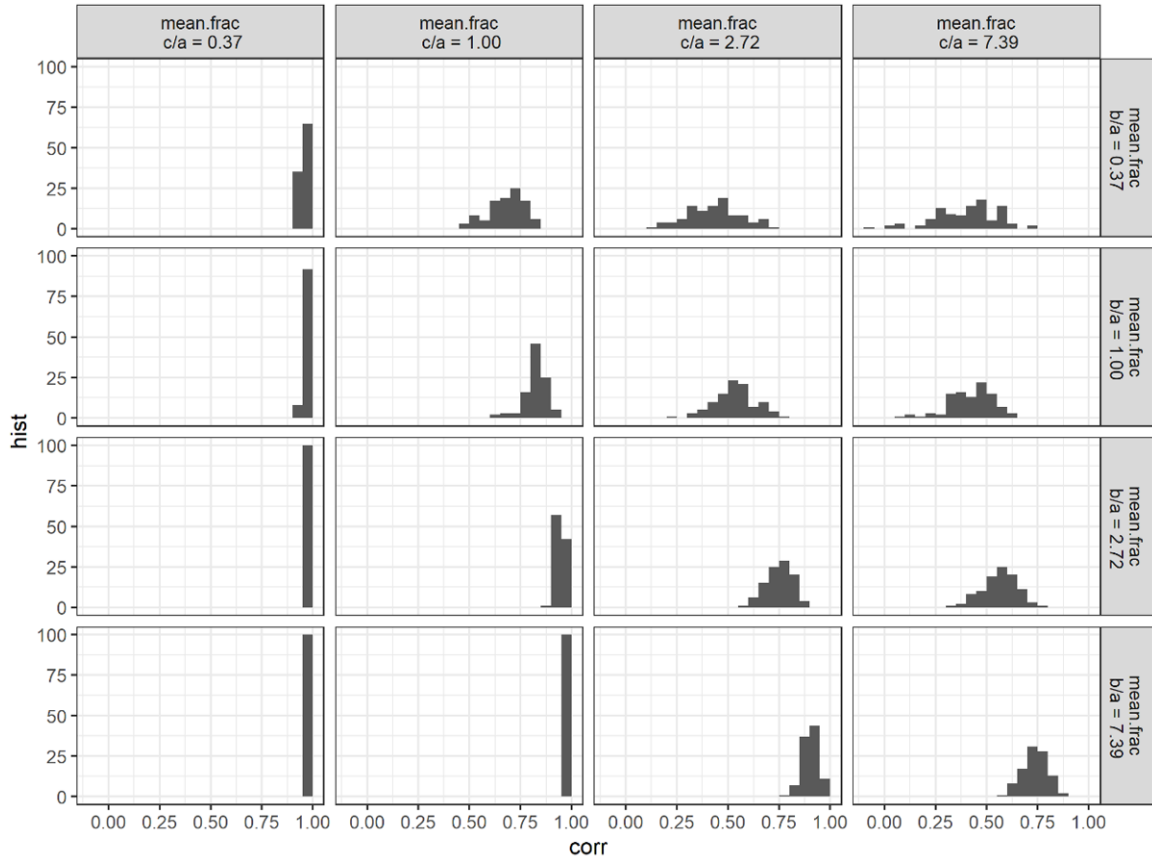 mean.frac
c/a = 0.37
mean.frac
c/a = 1.00
mean.frac
c/a = 2.72
mean.frac
c/a = 7.39
100
75
50
25
0
mean.frac
b/a = 0.37
100
75
50
25
0
mean.frac
b/a = 1.00
100
75
50
25
0
mean.frac
b/a = 2.72
100
75
50
25
0
mean.frac
b/a = 7.39
hist
0.00 0.25 0.50 0.75 1.00
0.00 0.25 0.50 0.75 1.00
0.00 0.25 0.50 0.75 1.00
0.00 0.25 0.50 0.75 1.00
corr